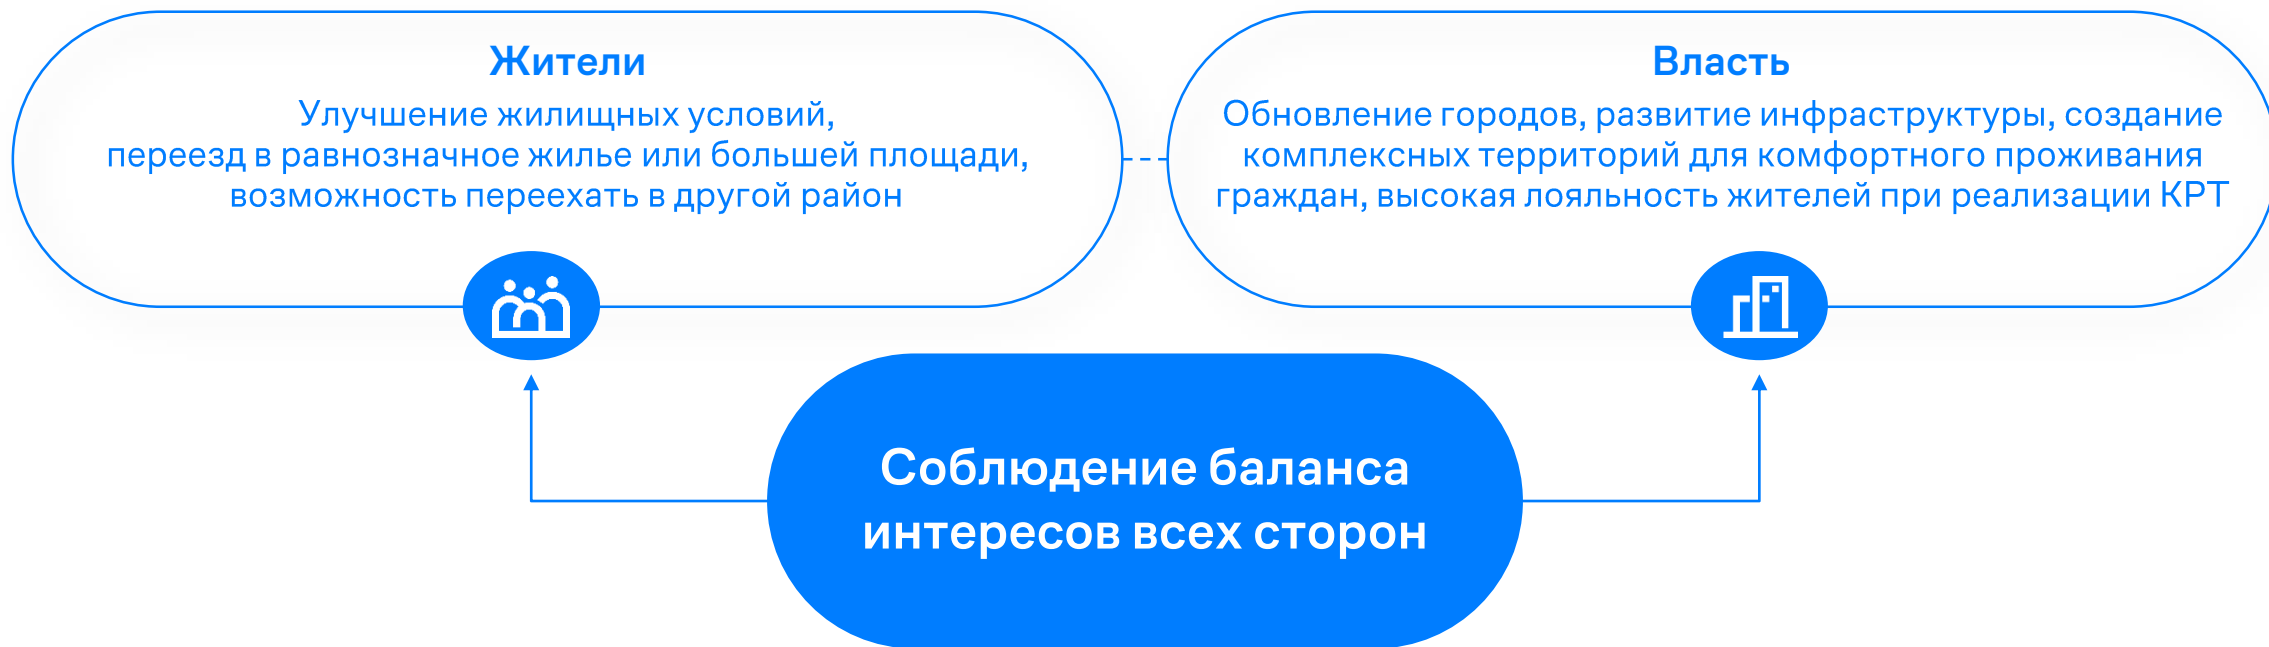 Жители
Улучшение жилищных условий,
переезд в равнозначное жилье или большей площади,
возможность переехать в другой район
Власть
Обновление городов, развитие инфраструктуры, создание
комплексных территорий для комфортного проживания
граждан, высокая лояльность жителей при реализации КРТ
Соблюдение баланса
интересов всех сторон